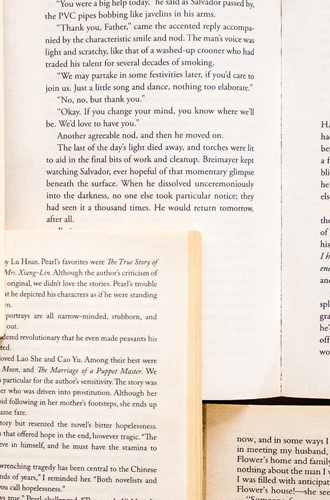 "You were a big help today," he said as Salvador passed by,
the PVC pipes bobbling like javelins in his arms.
"Thank you, Father," came the accented reply accompa-
nied by the characteristic smile and nod. The man's voice was
light and scratchy, like that of a washed-up crooner who had
traded his talent for several decades of smoking.
"We may partake in some festivities later, if you'd care to
join us. Just a little song and dance, nothing too elaborate."
"No, no, but thank you."
"Okay. If you change your mind, you know where we'll
be. We'd love to have you."
Another agreeable nod, and then he moved on.
The last of the day's light died away, and torches were lit
to aid in the final bits of work and cleanup. Breimayer kept
watching Salvador, ever hopeful of that momentary glimpse
beneath the surface. When he dissolved unceremoniously
into the darkness, no one else took particular notice; they
had seen it a thousand times. He would return tomorrow,
after all.
by Lu Hsun. Pearl's favorites were The True Story of
Mrs. Xiang-Lin. Although the author's criticism of
original, we didn't love the stories. Pearl's trouble
at he depicted his characters as if he were standing
m.
portrays are all narrow-minded, stubborn, and
out.
dered revolutionary that he even made peasants his
ted.
loved Lao She and Cao Yu. Among their best were
Moon, and The Marriage of a Puppet Master. We
particular for the author's sensitivity. The story was
er who was driven into prostitution. Although her
oid following in her mother's footsteps, she ends up
ame fate.
tory but resented the novel's bitter hopelessness.
s that offered hope in the end, however tragic. "The
eve in himself, and he must have the stamina to
wrenching tragedy has been central to the Chinese
nds of years," I reminded her. "Both novelists and
you call hopelessness."
now, and in some ways I
in meeting my husband,
Flower's home and family
nothing about the man I
I was filled with anticipat
Flower's house!—she